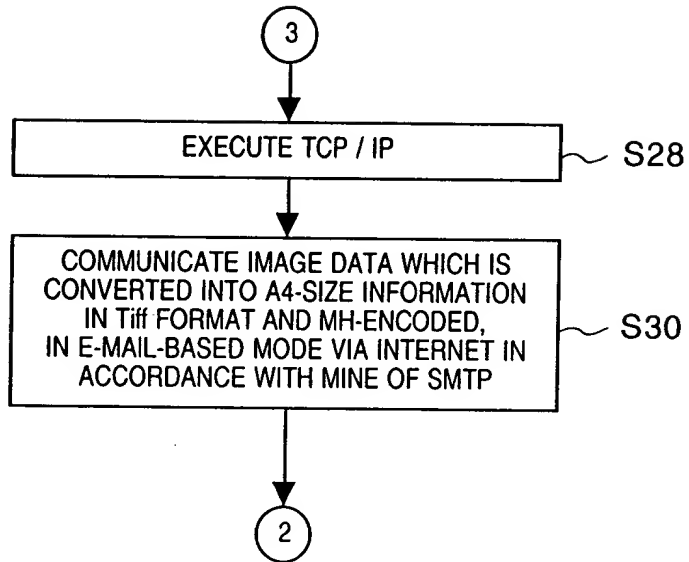 3
EXECUTE TCP / IP
S28
COMMUNICATE IMAGE DATA WHICH IS
CONVERTED INTO A4-SIZE INFORMATION
IN Tiff FORMAT AND MH-ENCODED,
IN E-MAIL-BASED MODE VIA INTERNET IN
ACCORDANCE WITH MINE OF SMTP
S30
2